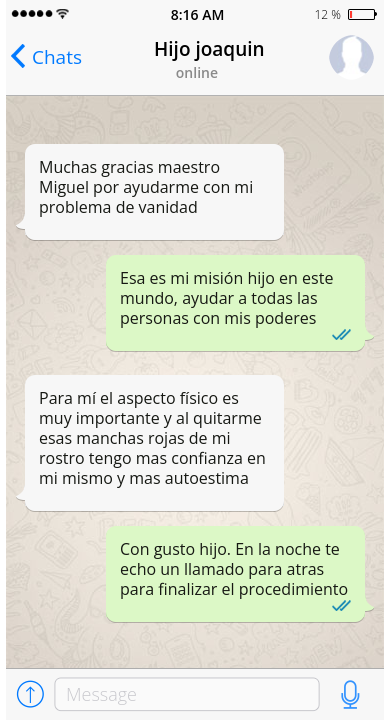 8:16 AM
12 %
Chats
Hijo joaquin
online
Muchas gracias maestro
Miguel por ayudarme con mi
problema de vanidad
Esa es mi misión hijo en este
mundo, ayudar a todas las
personas con mis poderes
Para mí el aspecto físico es
muy importante y al quitarme
esas manchas rojas de mi
rostro tengo mas confianza en
mi mismo y mas autoestima
Con gusto hijo. En la noche te
echo un llamado para atras
para finalizar el procedimiento
Message